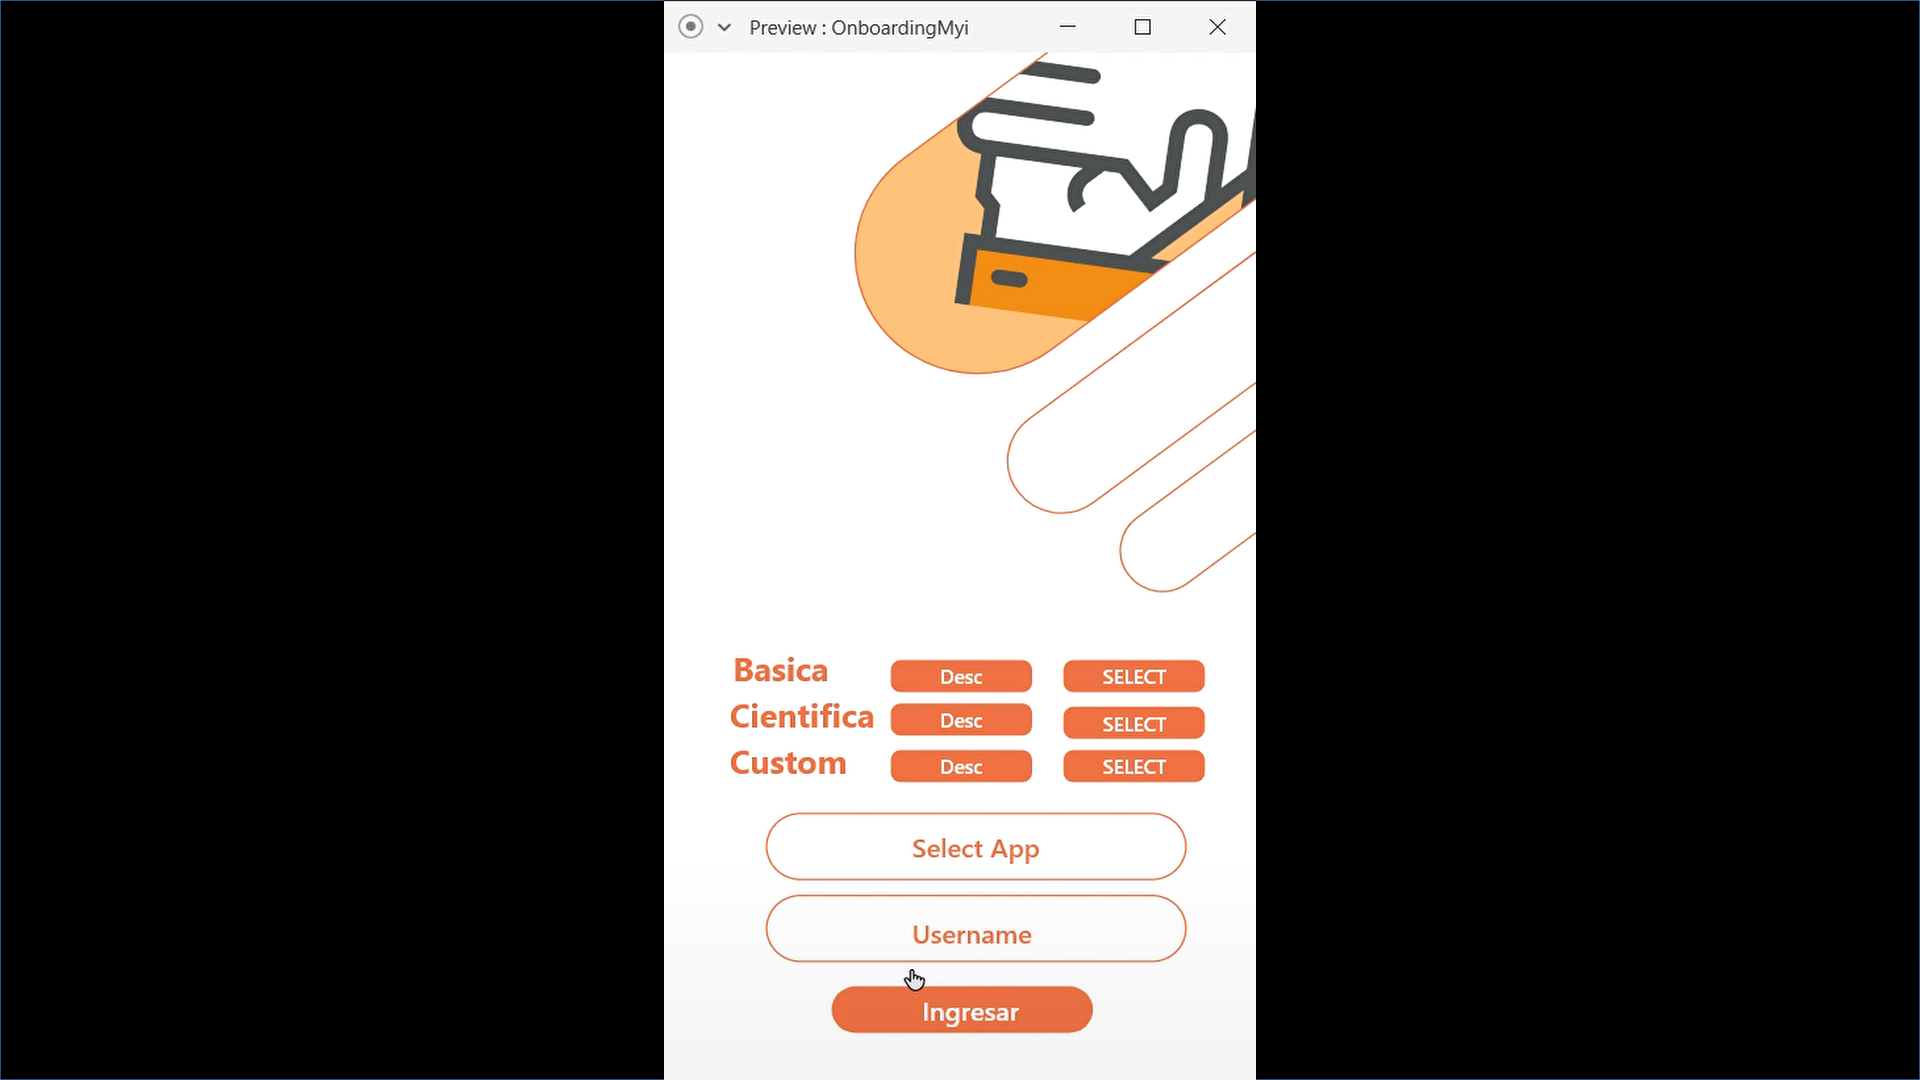 Preview : OnboardingMyi
Basica Desc SELECT
Cientifica Desc SELECT
Custom Desc SELECT
Select App
Username
Ingresar